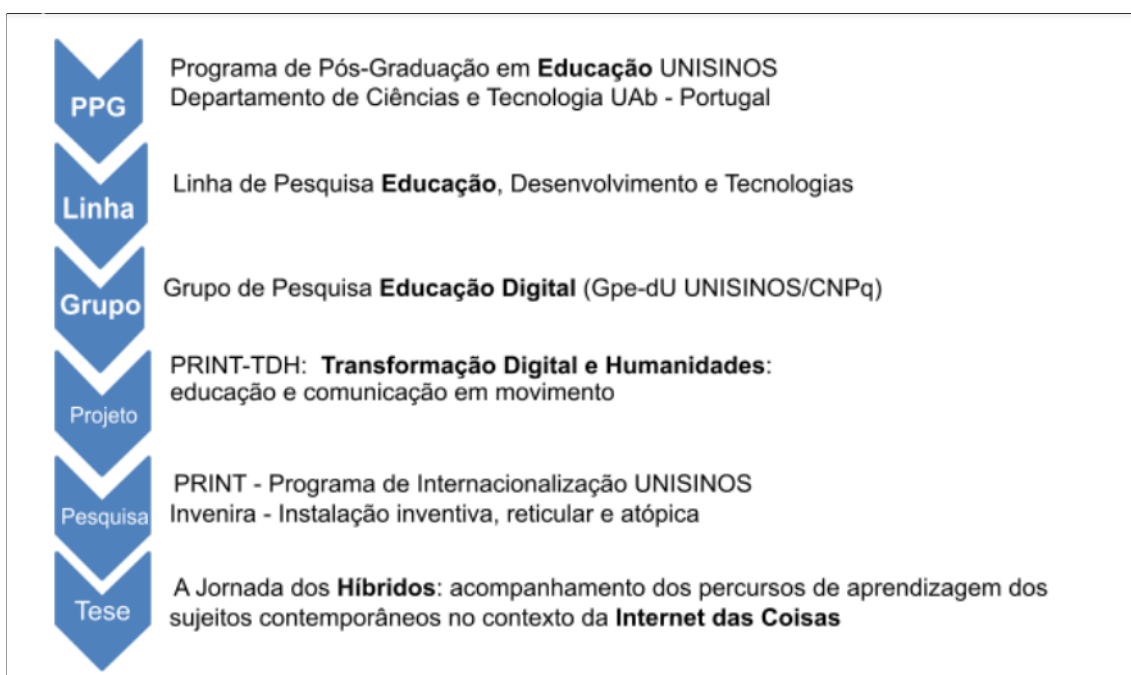 PPG
Programa de Pós-Graduação em Educação UNISINOS
Departamento de Ciências e Tecnologia UAb - Portugal
Linha
Linha de Pesquisa Educação, Desenvolvimento e Tecnologias
Grupo
Grupo de Pesquisa Educação Digital (Gpe-dU UNISINOS/CNPq)
Projeto
PRINT-TDH: Transformação Digital e Humanidades:
educação e comunicação em movimento
Pesquisa
PRINT - Programa de Internacionalização UNISINOS
Invenira - Instalação inventiva, reticular e atópica
Tese
A Jornada dos Híbridos: acompanhamento dos percursos de aprendizagem dos
sujeitos contemporâneos no contexto da Internet das Coisas